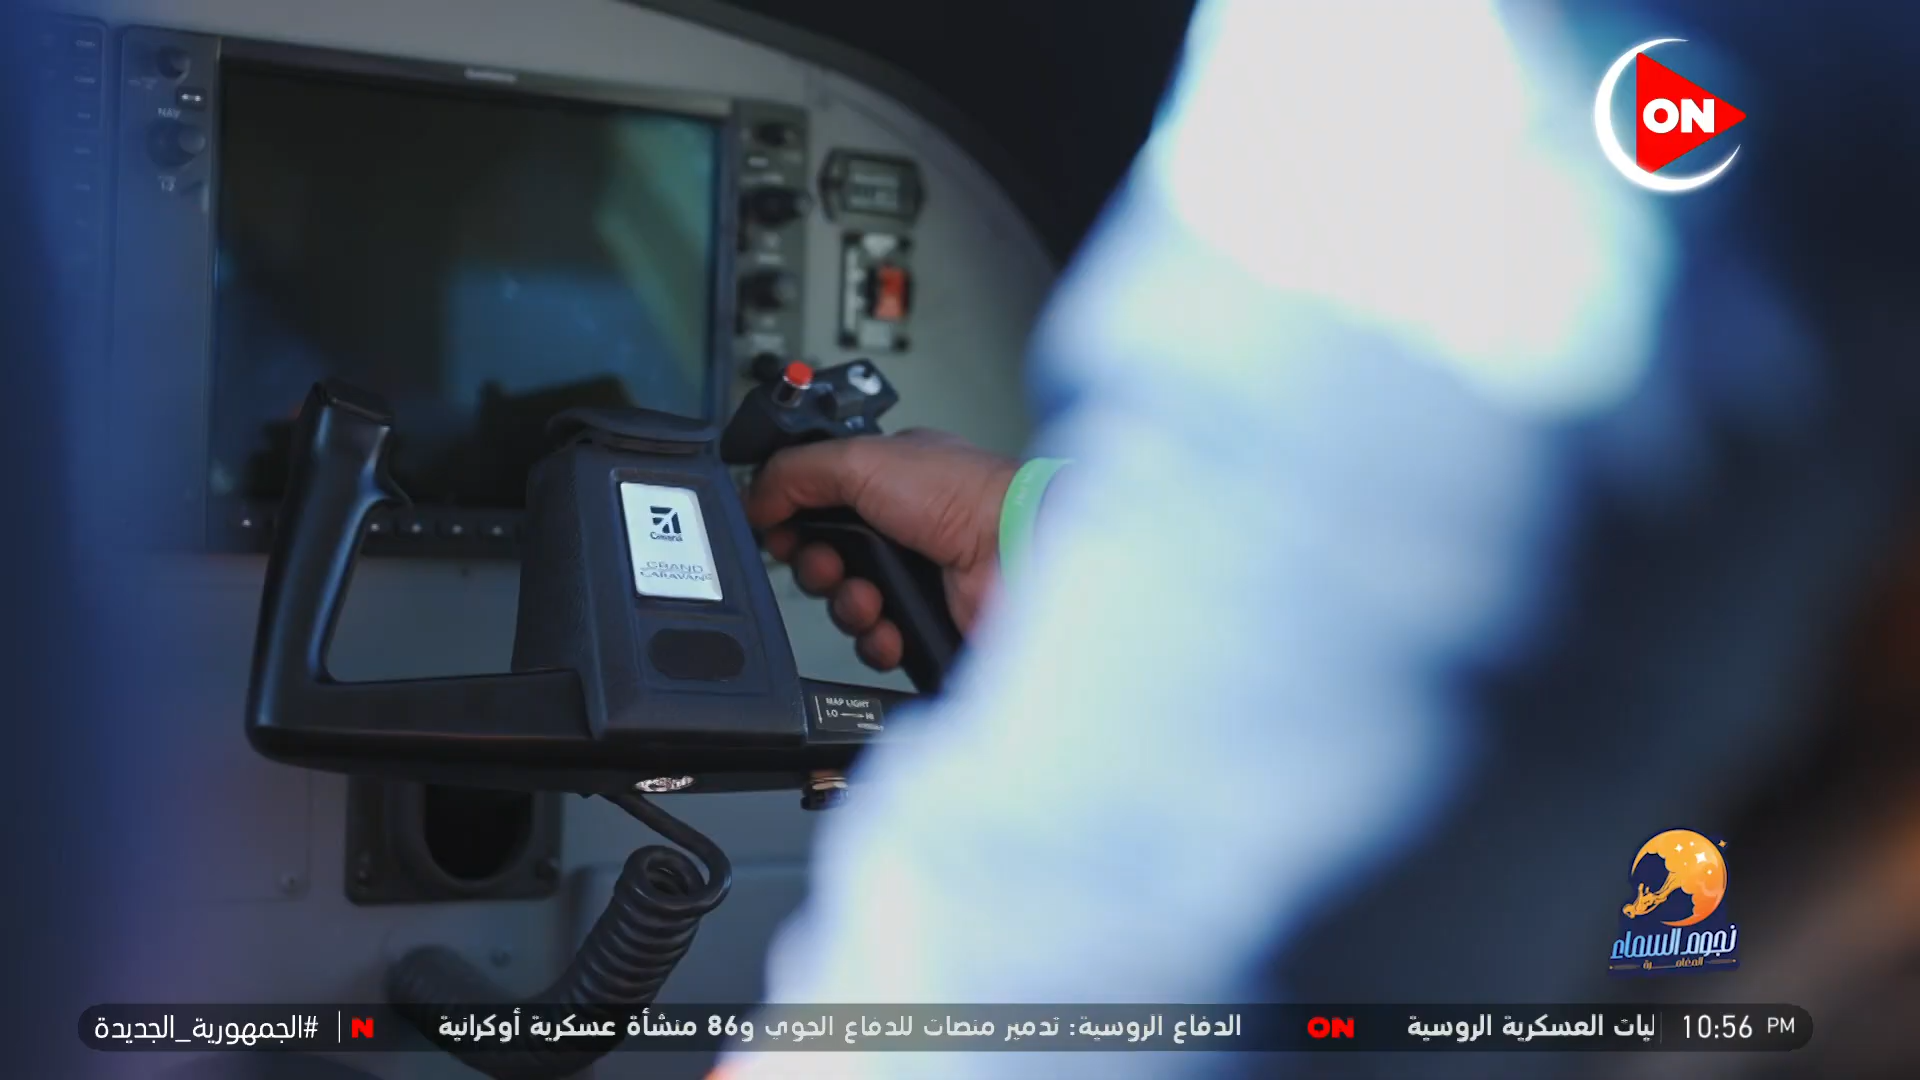 NAV
ON
Cessna
GRAND
CARAVAN
MAP LIGHT
LO HI
نجوم السماء
المغامرة
10:56 PM
ليات العسكرية الروسية
ON
الدفاع الروسية: تدمير منصات للدفاع الجوي و86 منشأة عسكرية أوكرانية
N
#الجمهورية_الجديدة